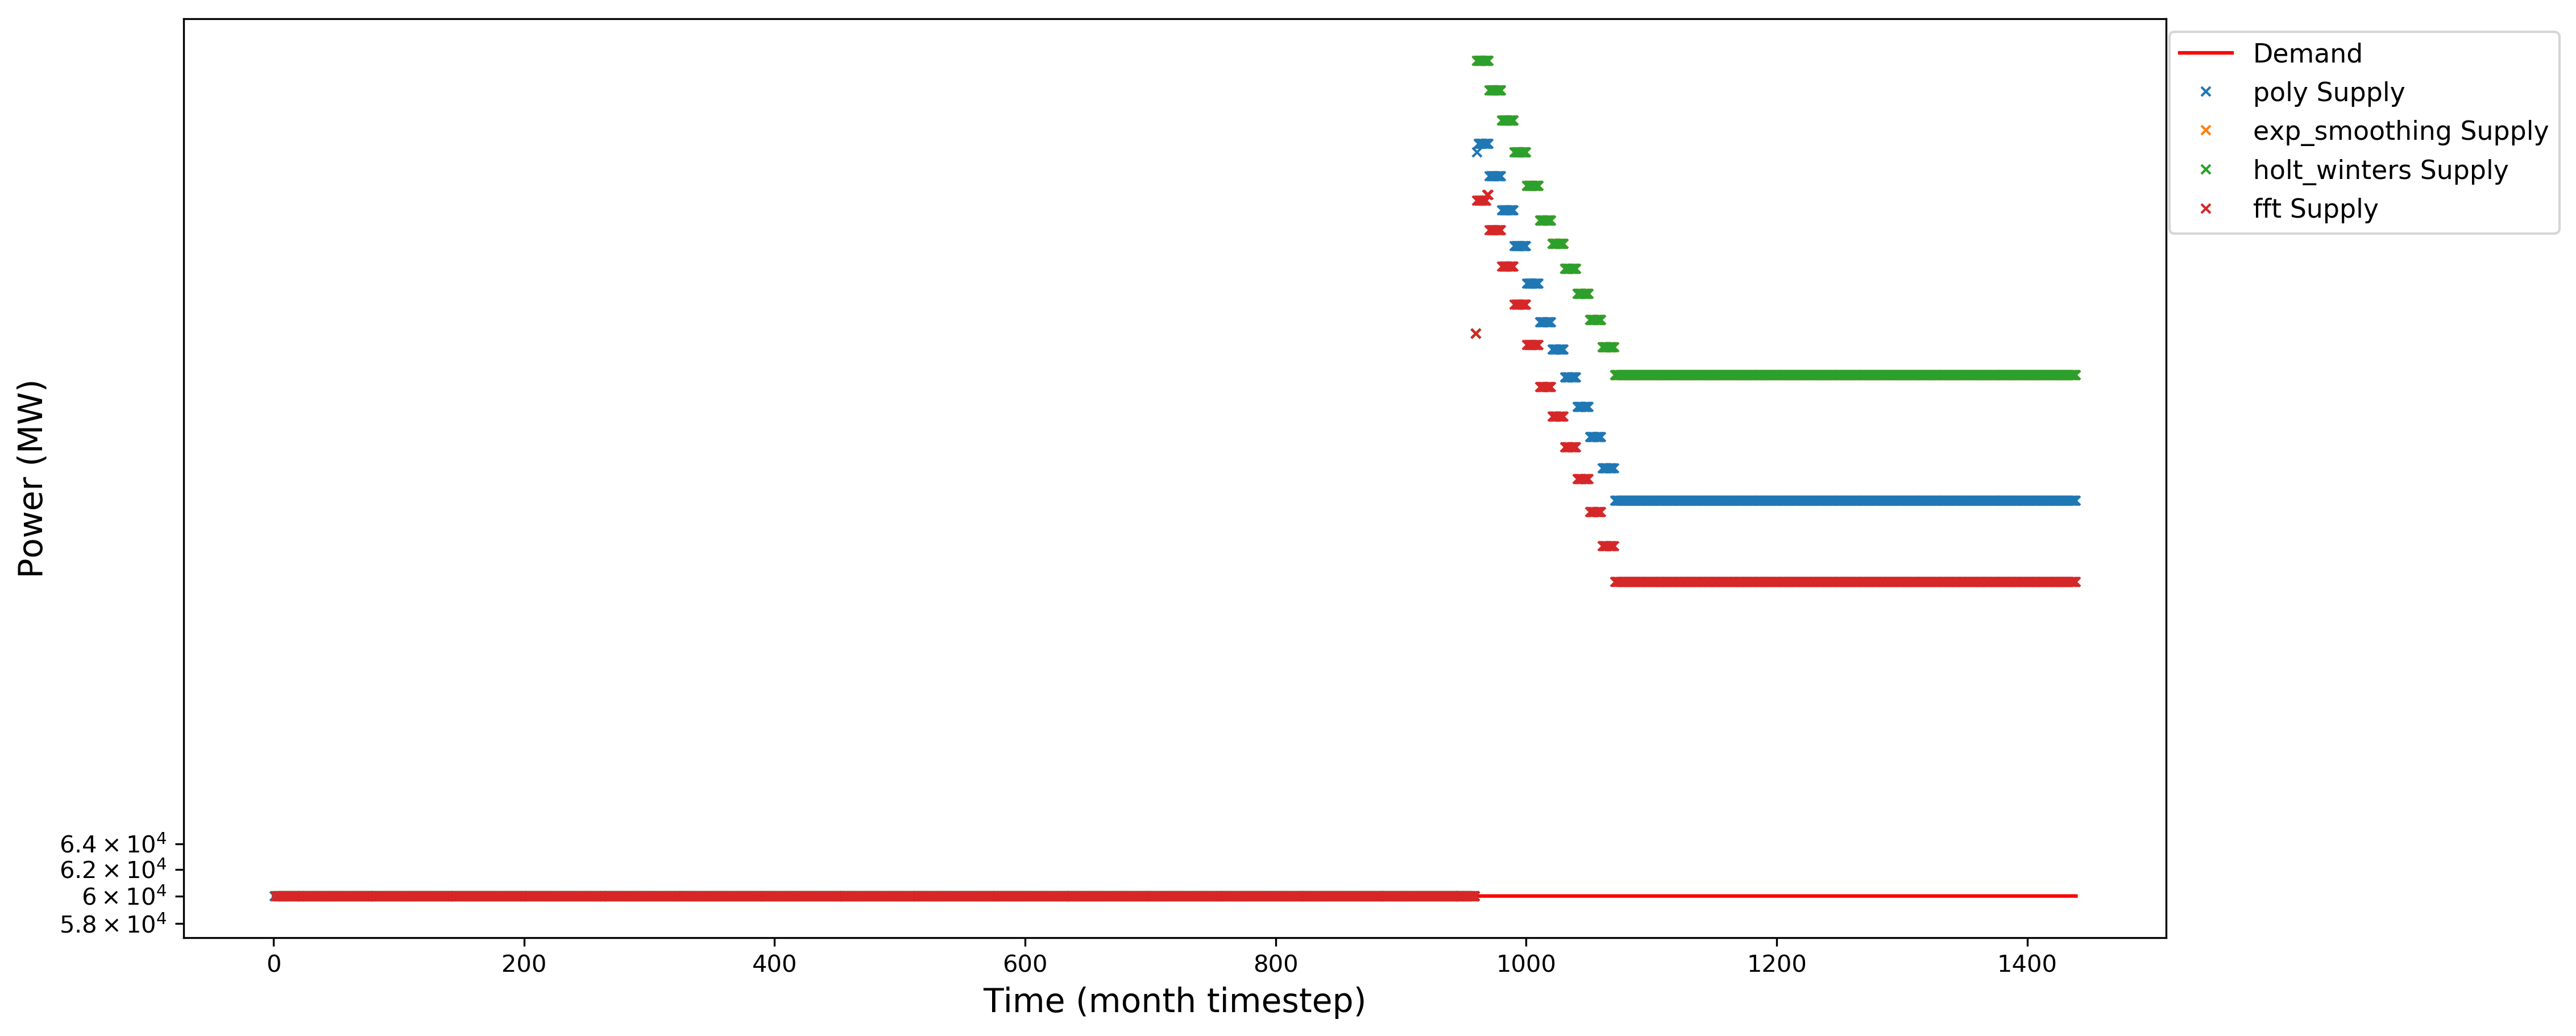 Demand
poly Supply
exp_smoothing Supply
holt_winters Supply
fft Supply
Power (MW)
6.4 × 10⁴
6.2 × 10⁴
6 × 10⁴
5.8 × 10⁴
0 200 400 600 800 1000 1200 1400
Time (month timestep)